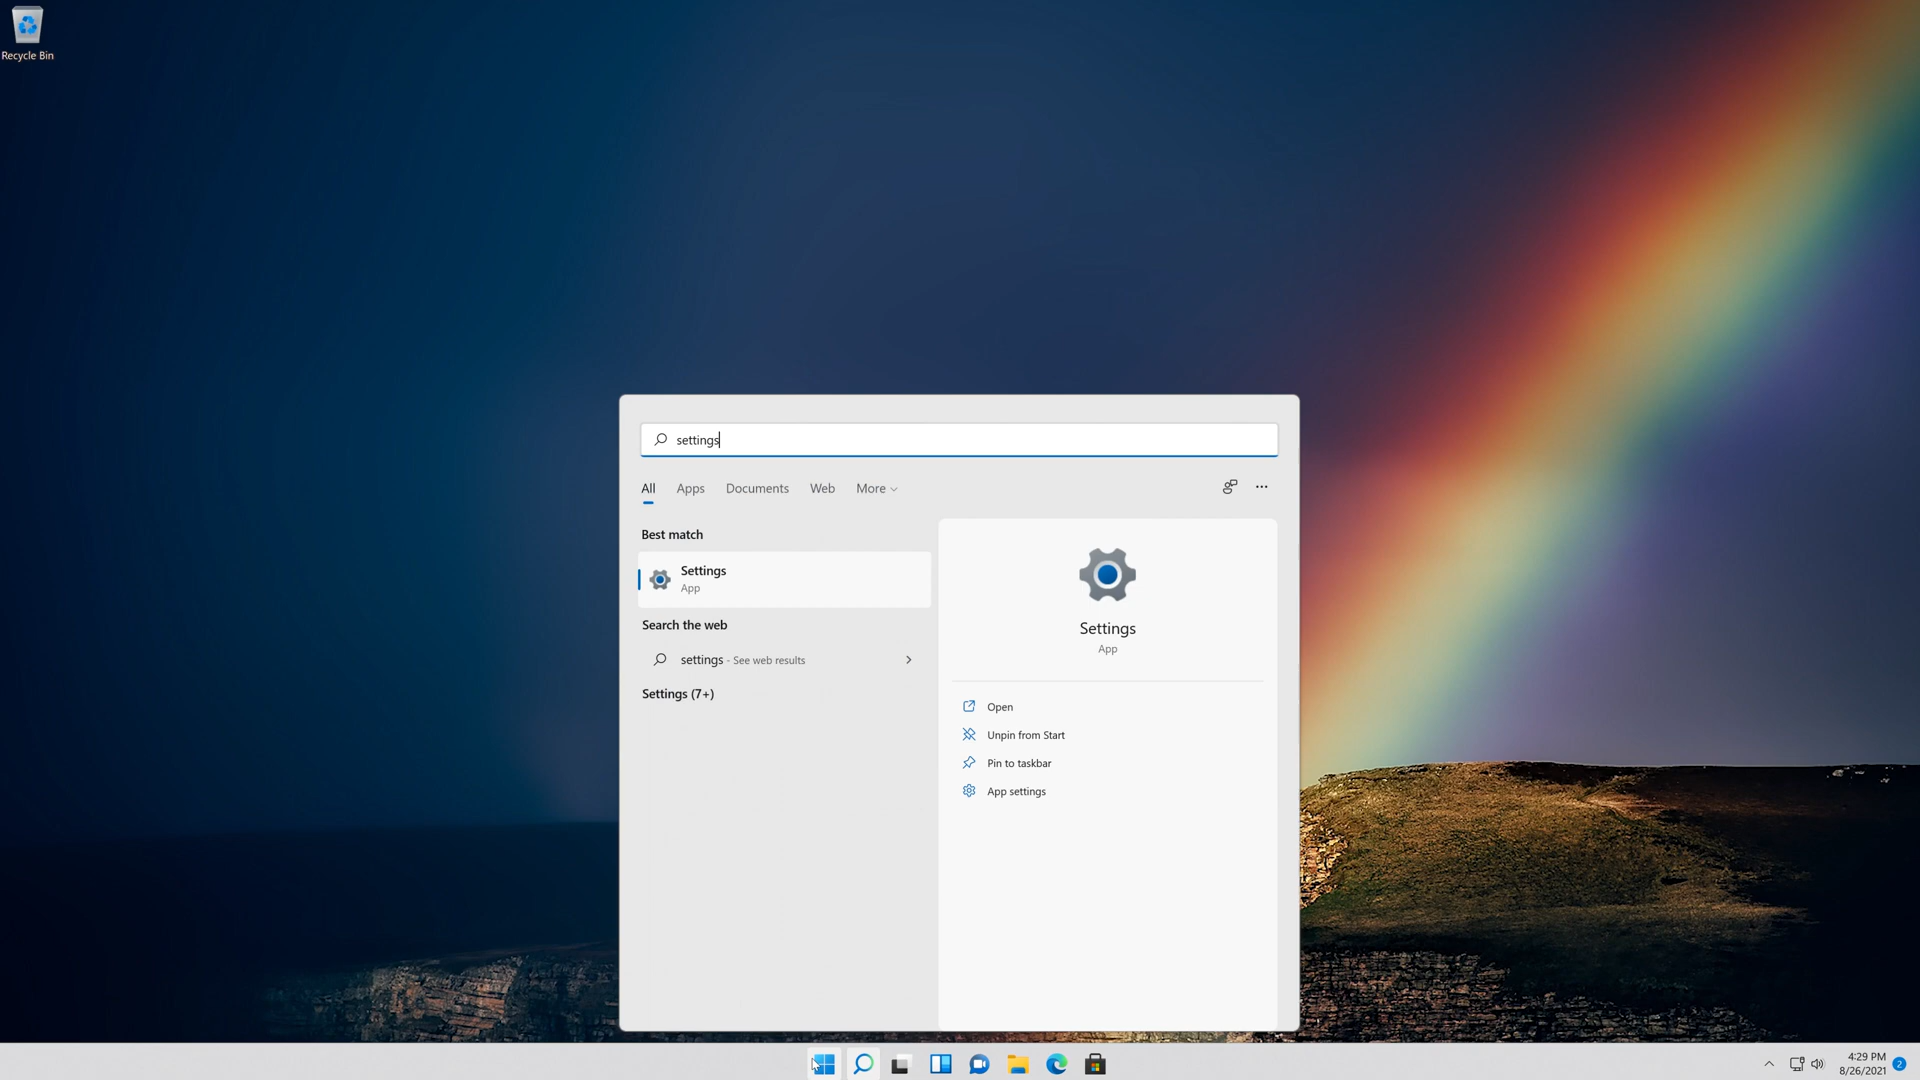 Recycle Bin
settings
All Apps Documents Web More
Best match
Settings
App
Search the web
settings - See web results
Settings (7+)
Settings
App
Open
Unpin from Start
Pin to taskbar
App settings
4:29 PM
8/26/2021
2